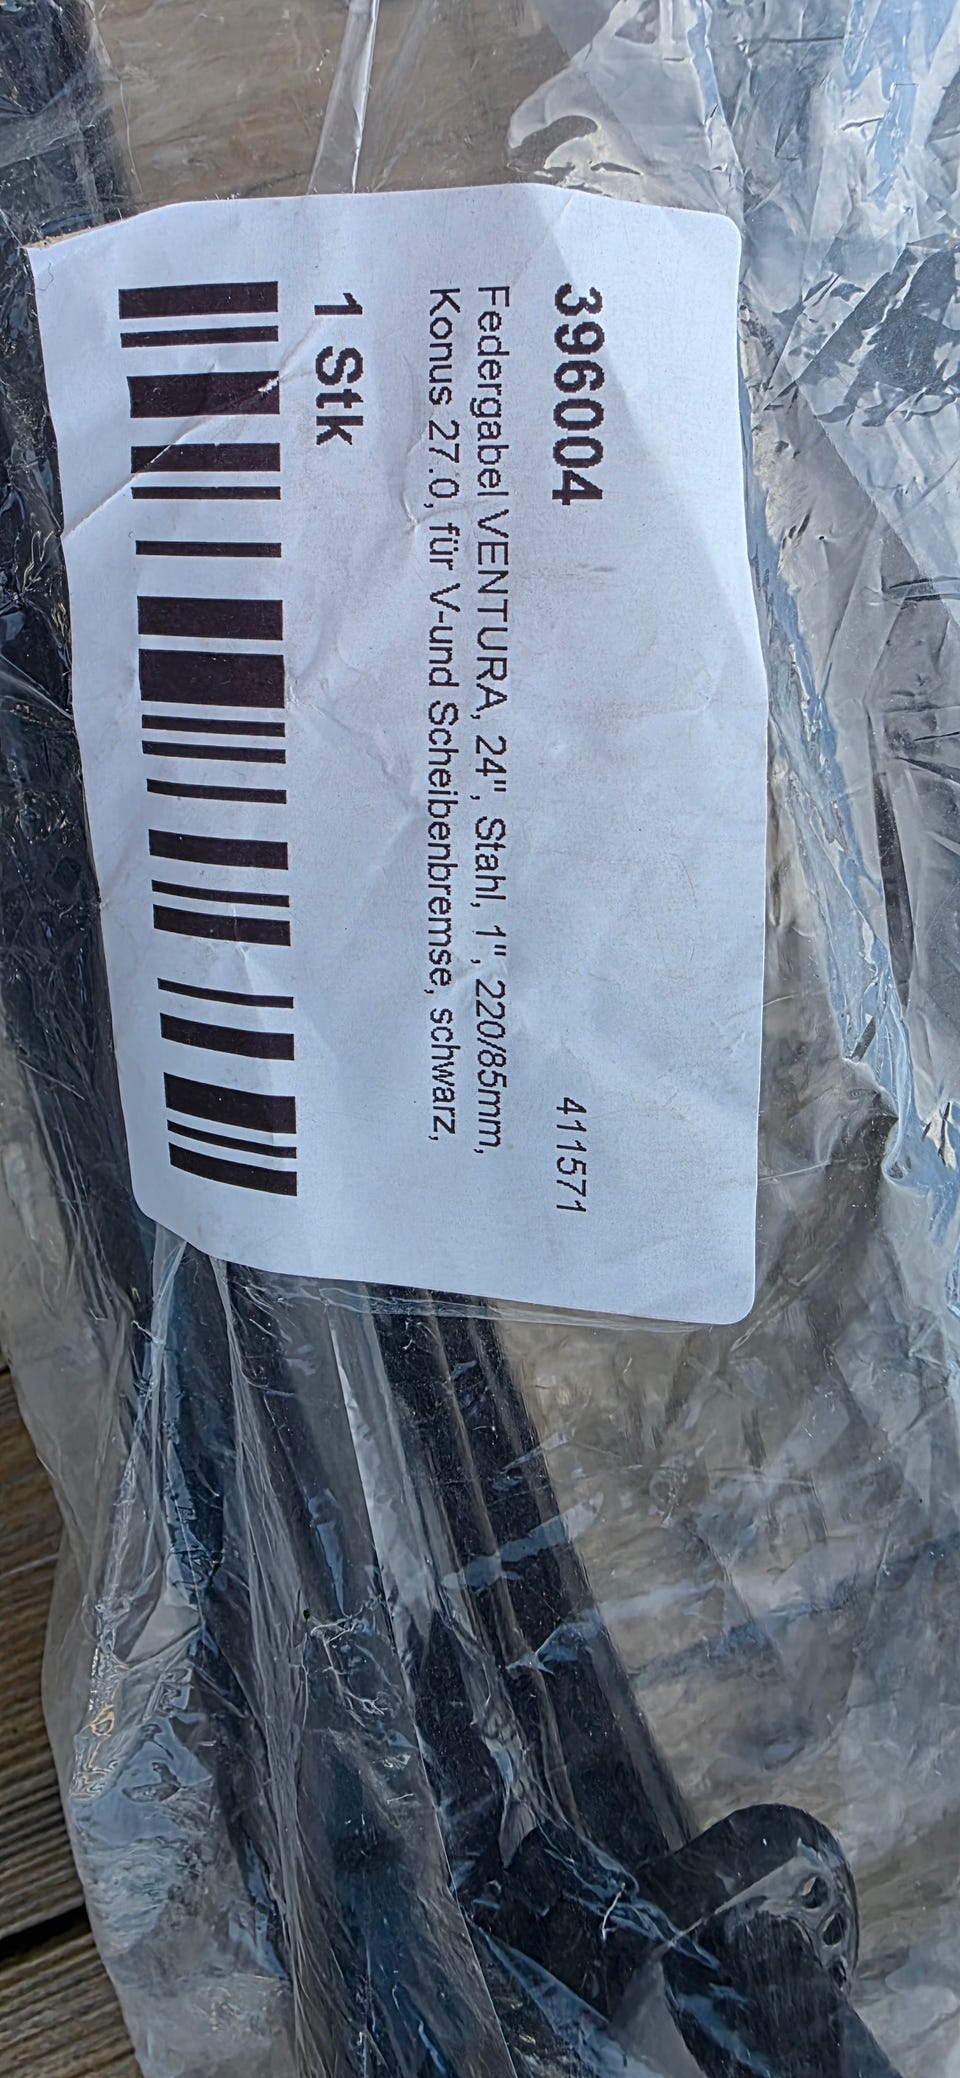 396004
411571
Federgabel VENTURA, 24", Stahl, 1", 220/85mm,
Konus 27.0, für V-und Scheibenbremse, schwarz,
1 Stk